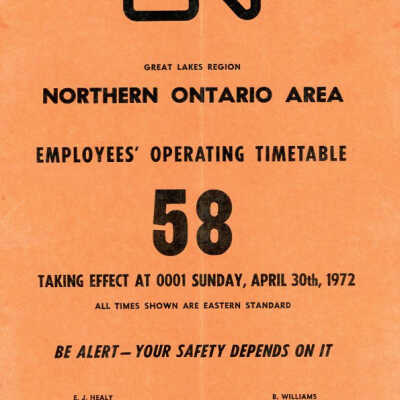 GREAT LAKES REGION
NORTHERN ONTARIO AREA
EMPLOYEES' OPERATING TIMETABLE
58
TAKING EFFECT AT 0001 SUNDAY, APRIL 30th, 1972
ALL TIMES SHOWN ARE EASTERN STANDARD
BE ALERT—YOUR SAFETY DEPENDS ON IT
E. J. HEALY B. WILLIAMS